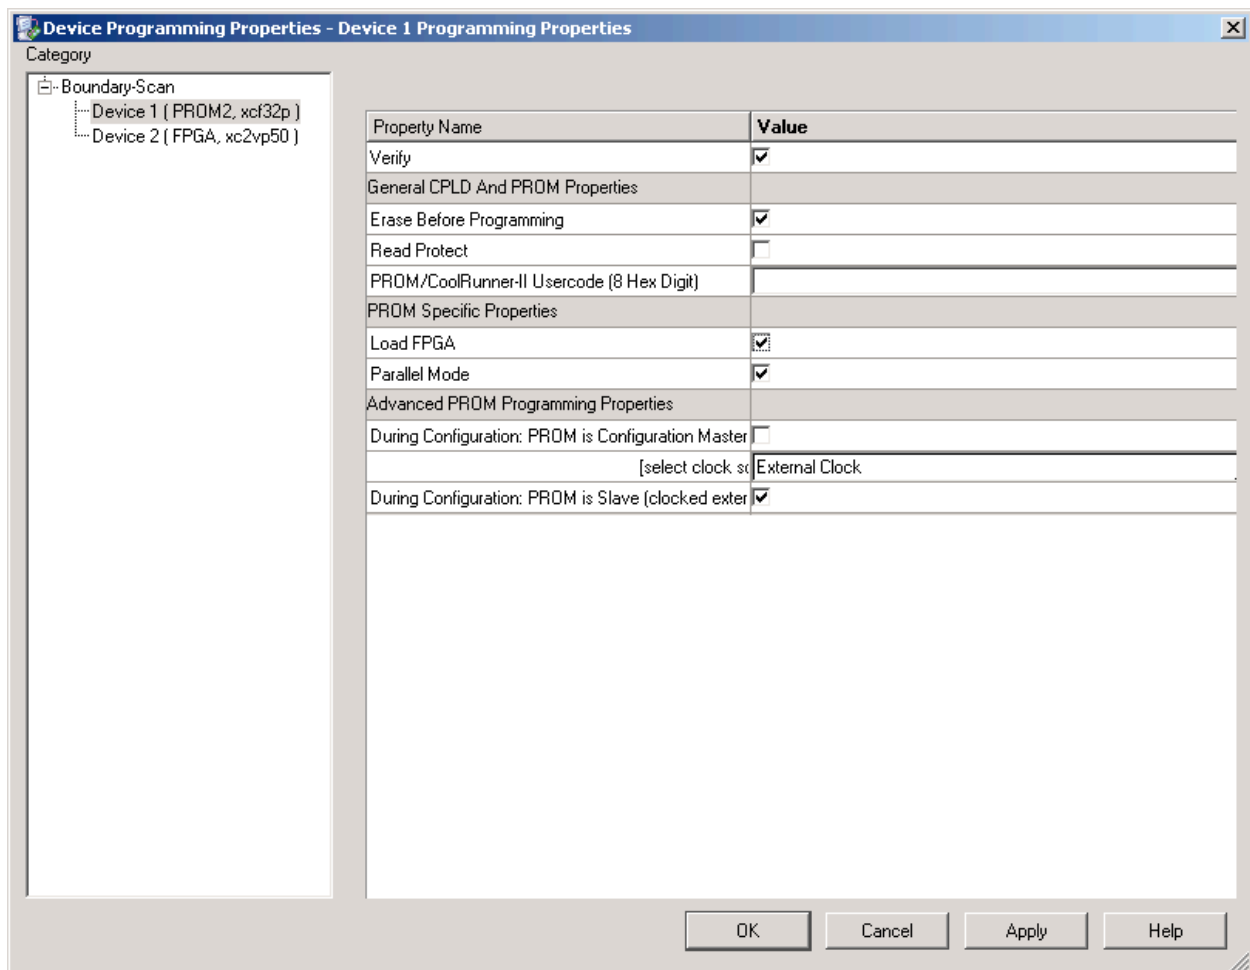 Device Programming Properties - Device 1 Programming Properties
Category
Boundary-Scan
Device 1 ( PROM2, xcf32p )
Device 2 ( FPGA, xc2vp50 )
Property Name Value
Verify
General CPLD And PROM Properties
Erase Before Programming
Read Protect
PROM/CoolRunner-II Usercode (8 Hex Digit)
PROM Specific Properties
Load FPGA
Parallel Mode
Advanced PROM Programming Properties
During Configuration: PROM is Configuration Master
[select clock External Clock
During Configuration: PROM is Slave (clocked
OK Cancel Apply Help